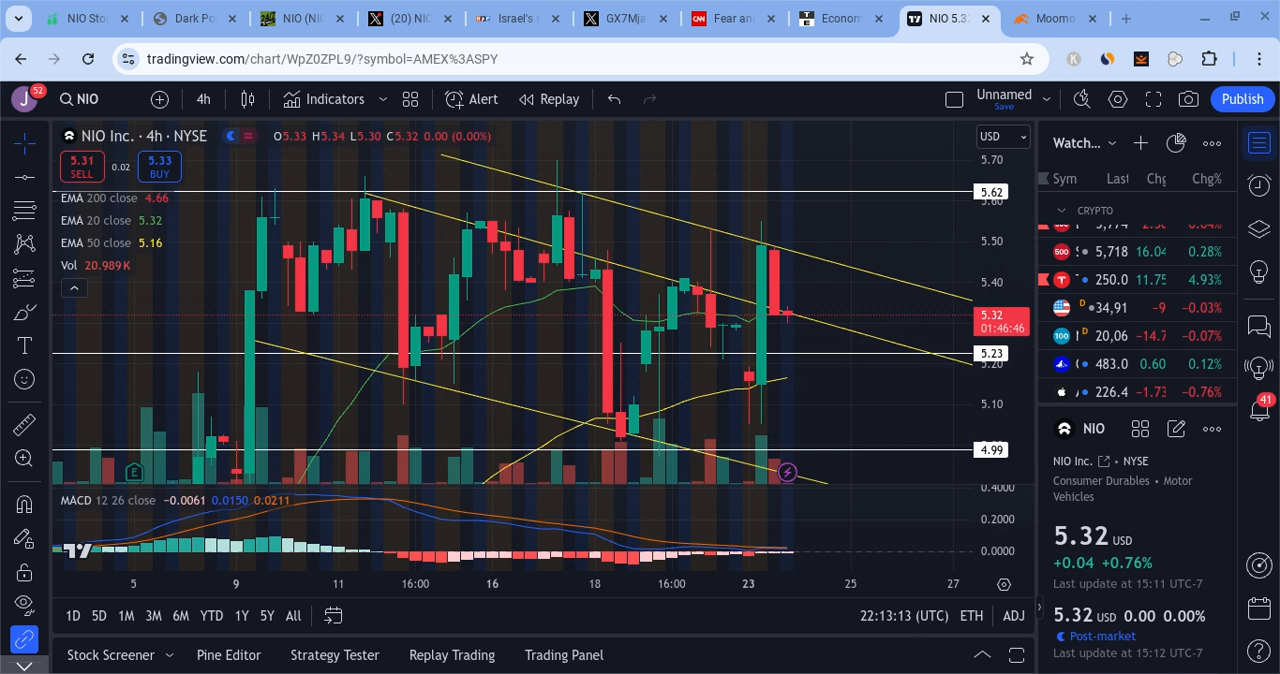 NIO Stoc
Dark Po
NIO (NI
(20) NIC
Israel's s
GX7Mja
Fear an
Econom
NIO 5.32
Moomo
tradingview.com/chart/WpZ0ZPL9/?symbol=AMEX%3ASPY
J 52
NIO
4h
Indicators
Alert
Replay
Unnamed
Save
Publish
NIO Inc. · 4h · NYSE
O5.33 H5.34 L5.30 C5.32 0.00 (0.00%)
USD
5.31
SELL
0.02
5.33
BUY
EMA 200 close 4.66
EMA 20 close 5.32
EMA 50 close 5.16
Vol 20.989K
5.70
5.62
5.60
5.50
5.40
5.32
01:46:46
5.23
5.20
5.10
4.99
E
MACD 12 26 close −0.0061 0.0150 0.0211
0.4000
0.2000
0.0000
5 9 11 16:00 16 18 16:00 23 25 27
1D 5D 1M 3M 6M YTD 1Y 5Y All
22:13:13 (UTC) ETH ADJ
Stock Screener
Pine Editor
Strategy Tester
Replay Trading
Trading Panel
Watch...
Sym Last Chg Chg%
CRYPTO
500 5,718 16.04 0.28%
250.0 11.75 4.93%
D 34,91 −9 −0.03%
100 D 20,06 −14.7 −0.07%
483.0 0.60 0.12%
226.4 −1.73 −0.76%
NIO
NIO Inc. • NYSE
Consumer Durables • Motor
Vehicles
5.32 USD
+0.04 +0.76%
Last update at 15:11 UTC-7
5.32 USD 0.00 0.00%
Post-market
Last update at 15:12 UTC-7
41